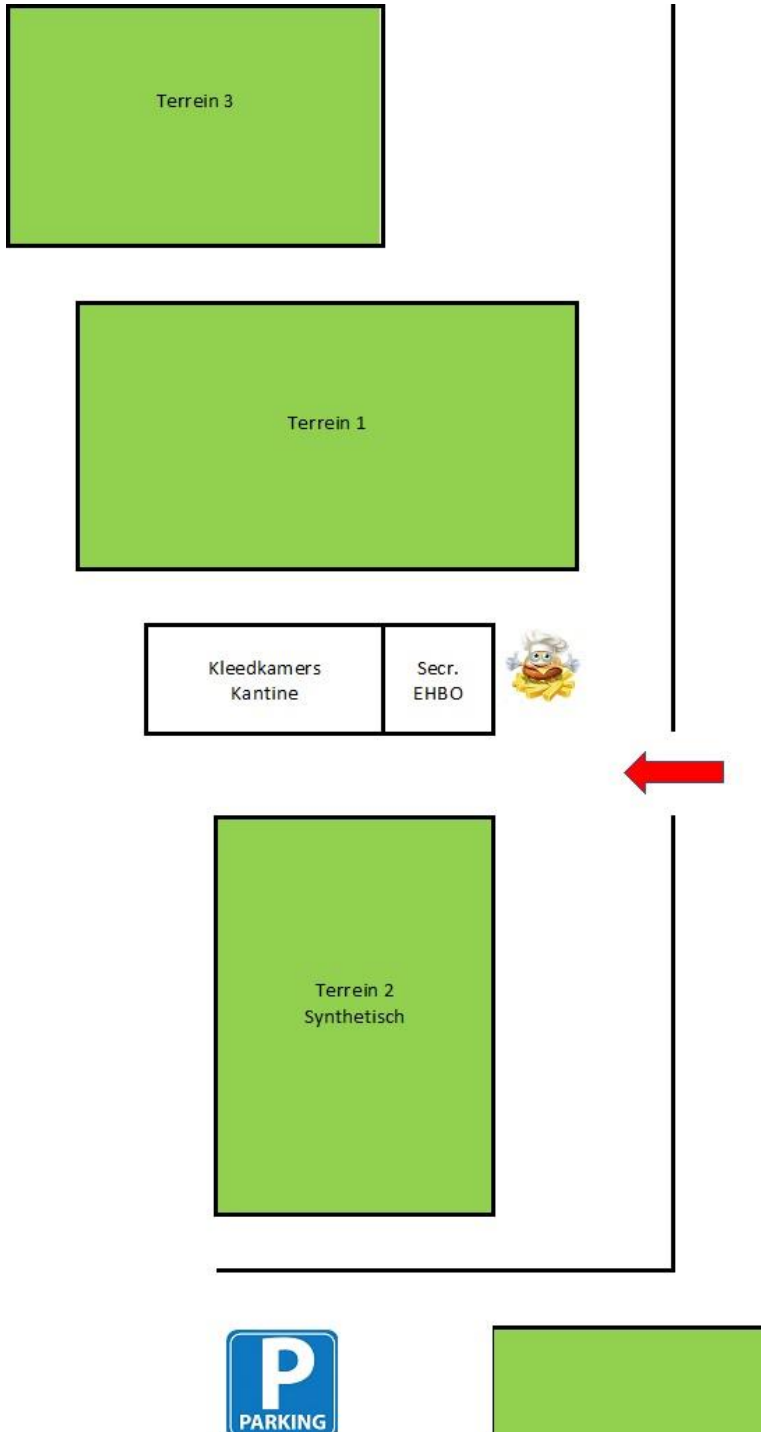 Terrein 3
Terrein 1
Kleedkamers
Kantine
Secr.
EHBO
Terrein 2
Synthetisch
P
PARKING